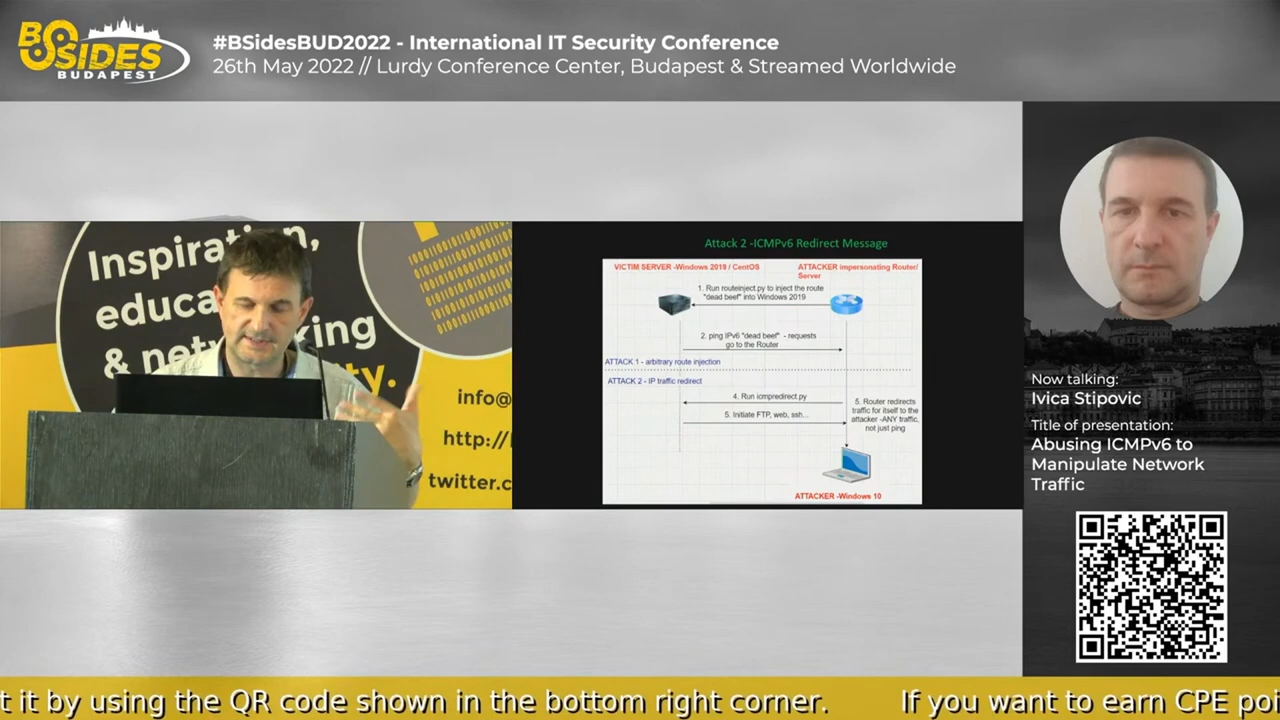 BSIDES
BUDAPEST
#BSidesBUD2022 - International IT Security Conference
26th May 2022 // Lurdy Conference Center, Budapest & Streamed Worldwide
Inspiration,
educa
& networking
ty.
info@
http://
twitter.c
Attack 2 -ICMPv6 Redirect Message
VICTIM SERVER -Windows 2019 / CentOS
ATTACKER impersonating Router/
Server
1. Run routeinject.py to inject the route
"dead beef" into Windows 2019
2. ping IPv6 "dead beef" - requests
go to the Router
ATTACK 1 - arbitrary route injection
ATTACK 2 - IP traffic redirect
4. Run icmpredirect.py
5. Initiate FTP, web, ssh...
5. Router redirects
traffic for itself to the
attacker -ANY traffic,
not just ping
ATTACKER -Windows 10
Now talking:
Ivica Stipovic
Title of presentation:
Abusing ICMPv6 to
Manipulate Network
Traffic
t it by using the QR code shown in the bottom right corner. If you want to earn CPE poi